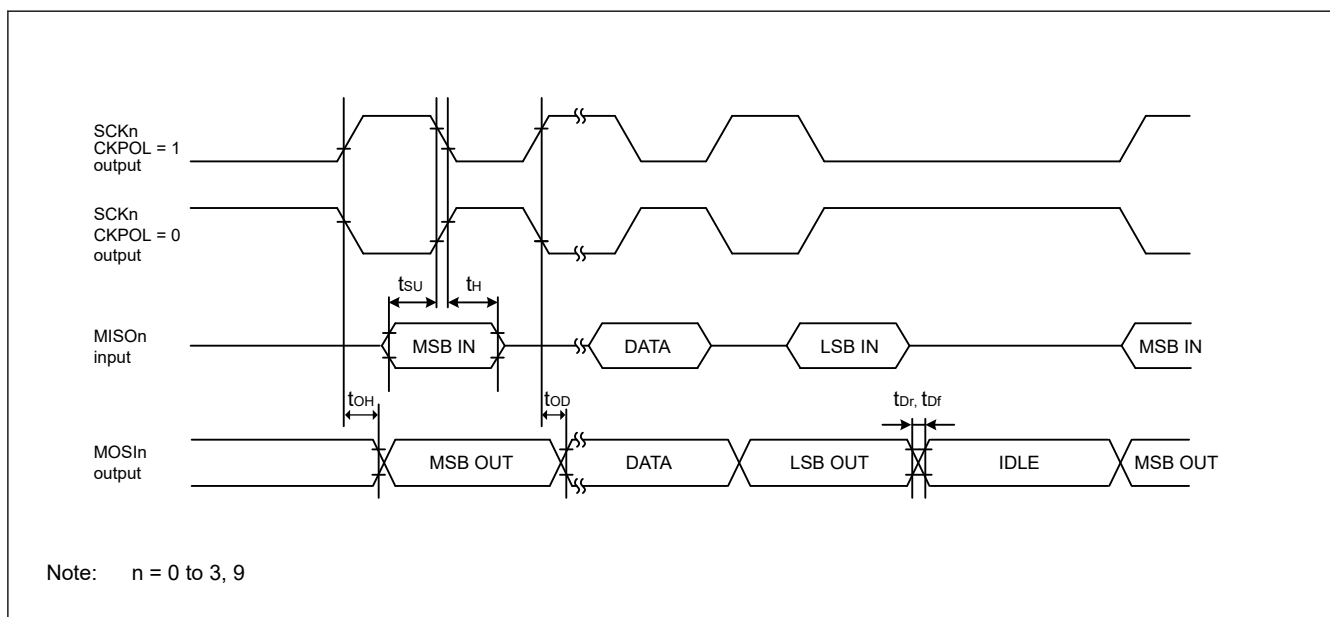 SCKn
CKPOL = 1
output
SCKn
CKPOL = 0
output
tSU
tH
MISOn
input
MSB IN
DATA
LSB IN
MSB IN
tOH
tOD
tDr, tDf
MOSIn
output
MSB OUT
DATA
LSB OUT
IDLE
MSB OUT
Note: n = 0 to 3, 9